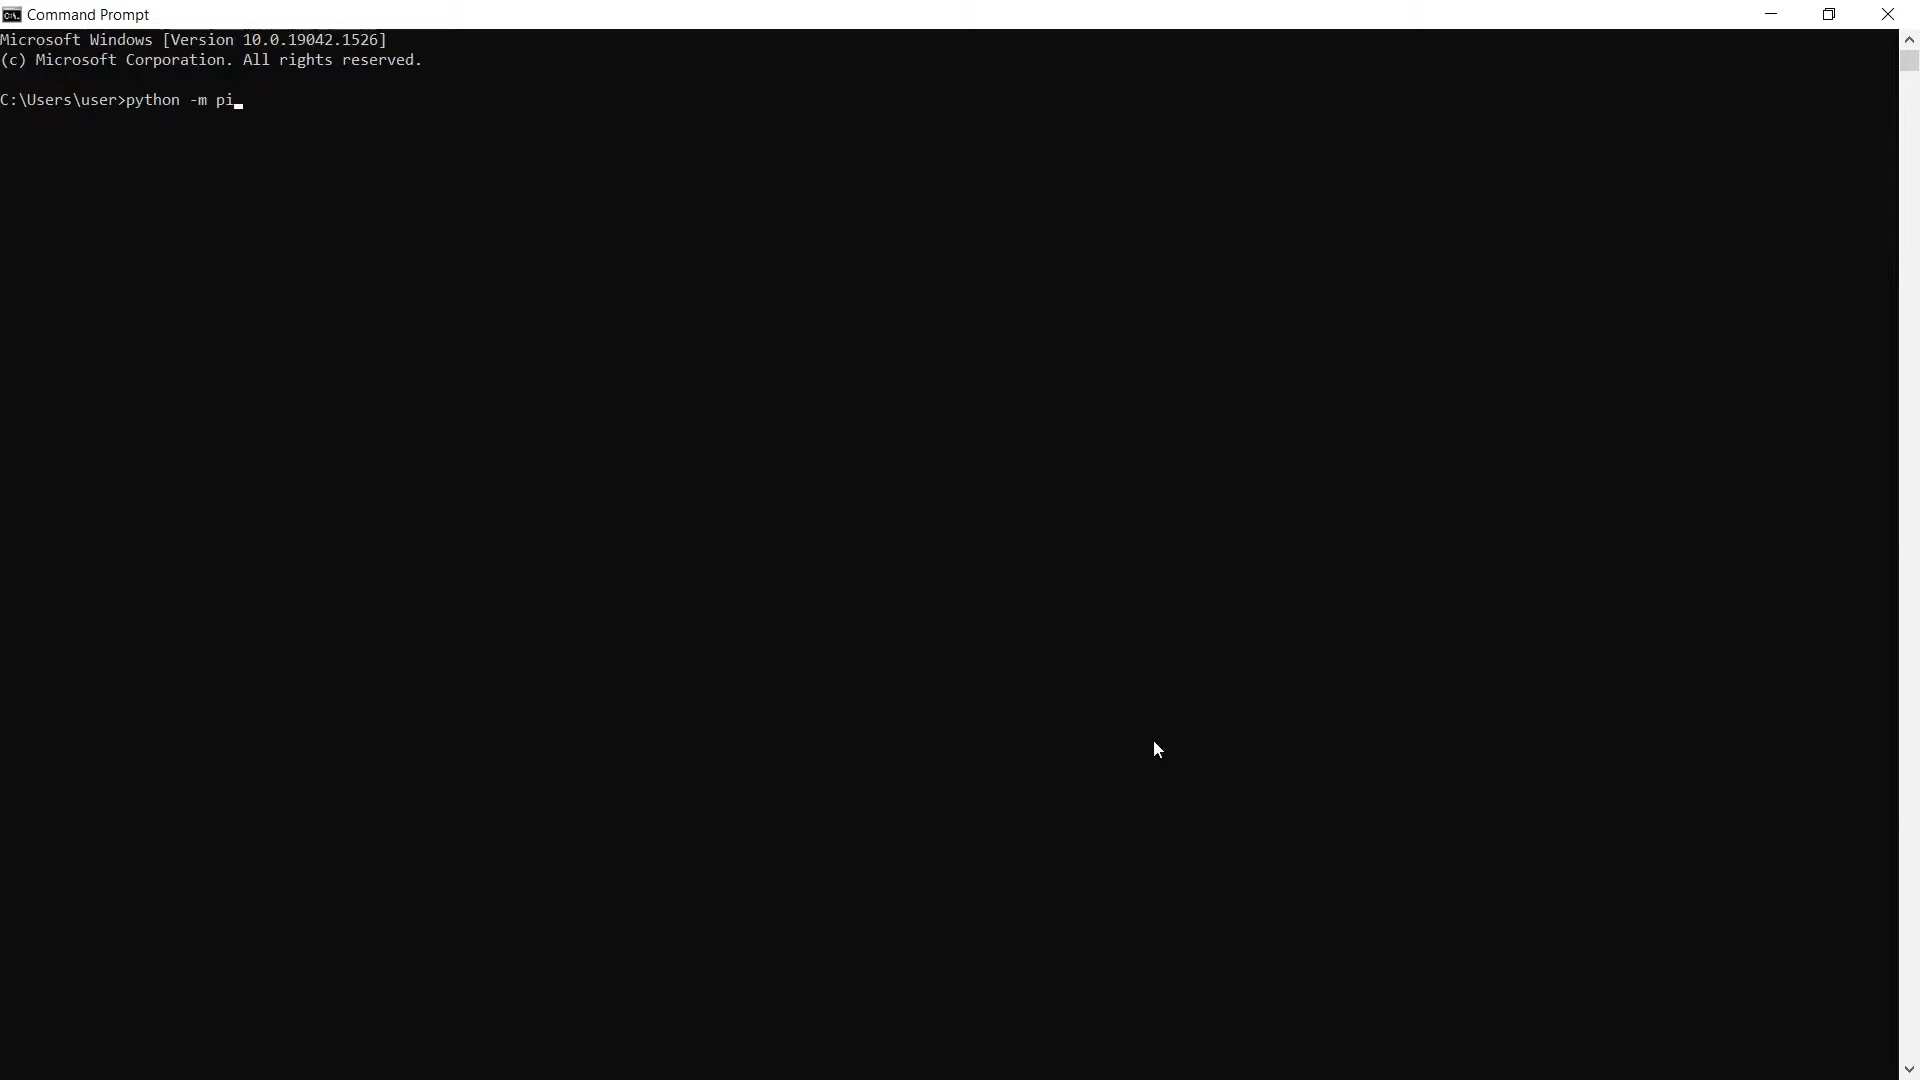 Command Prompt
Microsoft Windows [Version 10.0.19042.1526]
(c) Microsoft Corporation. All rights reserved.
C:\Users\user>python -m pi